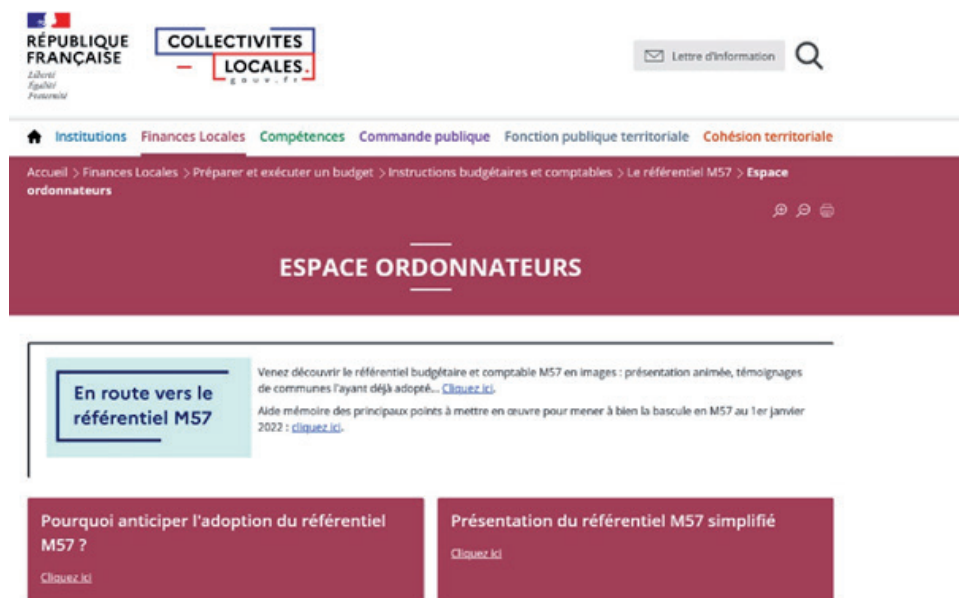 RÉPUBLIQUE
FRANÇAISE
Liberté
Égalité
Fraternité
COLLECTIVITES
LOCALES.
gouv.fr
Lettre d'information
Institutions Finances Locales Compétences Commande publique Fonction publique territoriale Cohésion territoriale
Accueil > Finances Locales > Préparer et exécuter un budget > Instructions budgétaires et comptables > Le référentiel M57 > Espace
ordonnateurs
ESPACE ORDONNATEURS
En route vers le
référentiel M57
Venez découvrir le référentiel budgétaire et comptable M57 en images : présentation animée, témoignages
de communes l'ayant déjà adopté... Cliquez ici.
Aide mémoire des principaux points à mettre en œuvre pour mener à bien la bascule en M57 au 1er janvier
2022 : cliquez ici.
Pourquoi anticiper l'adoption du référentiel
M57 ?
Cliquez ici
Présentation du référentiel M57 simplifié
Cliquez ici